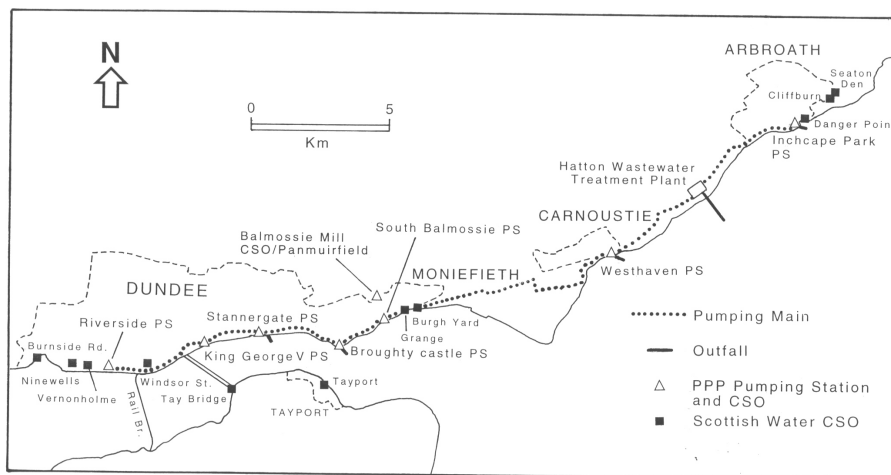 N
0
5
Km
ARBROATH
Seaton
Den
Cliffburn
Danger Point
Inchcape Park
PS
Hatton Wastewater
Treatment Plant
CARNOUSTIE
South Balmossie PS
Balmossie Mill
CSO/Panmuirfield
MONIEFIETH
Westhaven PS
DUNDEE
Stannergate PS
Riverside PS
Burgh Yard
Grange
Burnside Rd.
King George V PS
Broughty castle PS
Ninewells
Windsor St.
Vernonholme
Tay Bridge
Tayport
Rail Br.
TAYPORT
Pumping Main
Outfall
PPP Pumping Station
and CSO
Scottish Water CSO